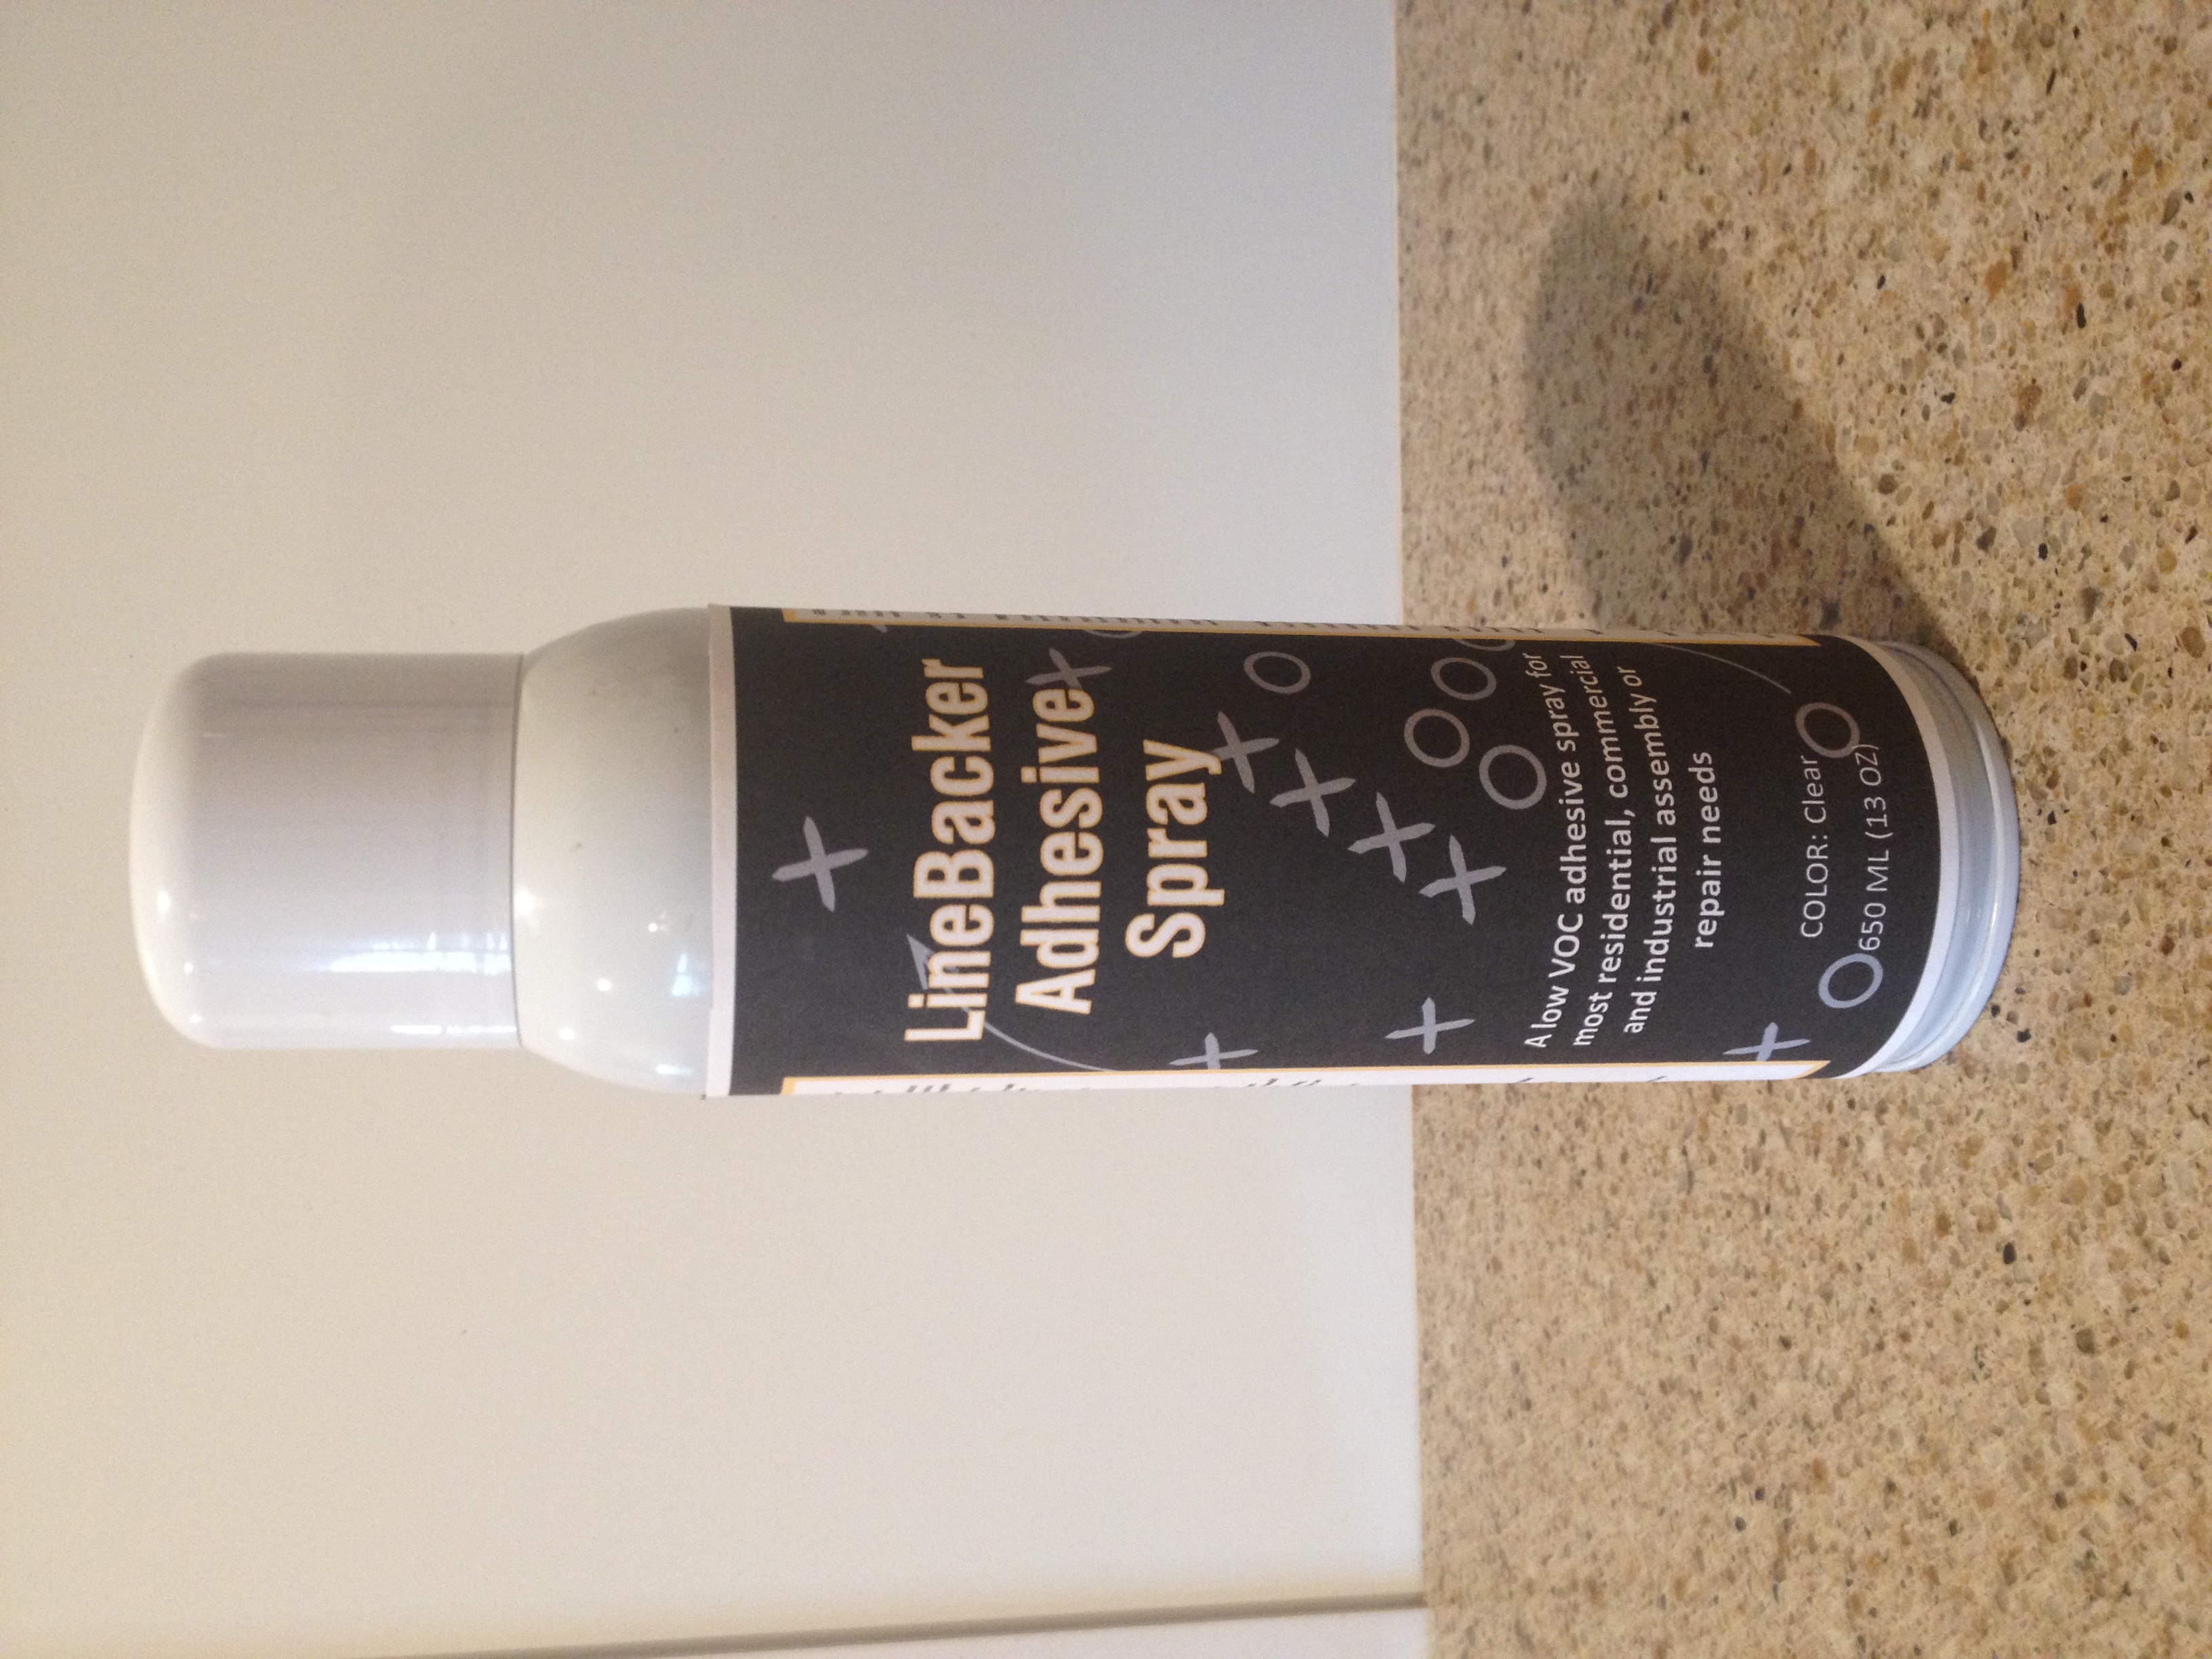 LineBacker
Adhesive
Spray
A low VOC adhesive spray for
most residential, commercial
and industrial assembly or
repair needs
COLOR: Clear
650 ML (13 OZ)